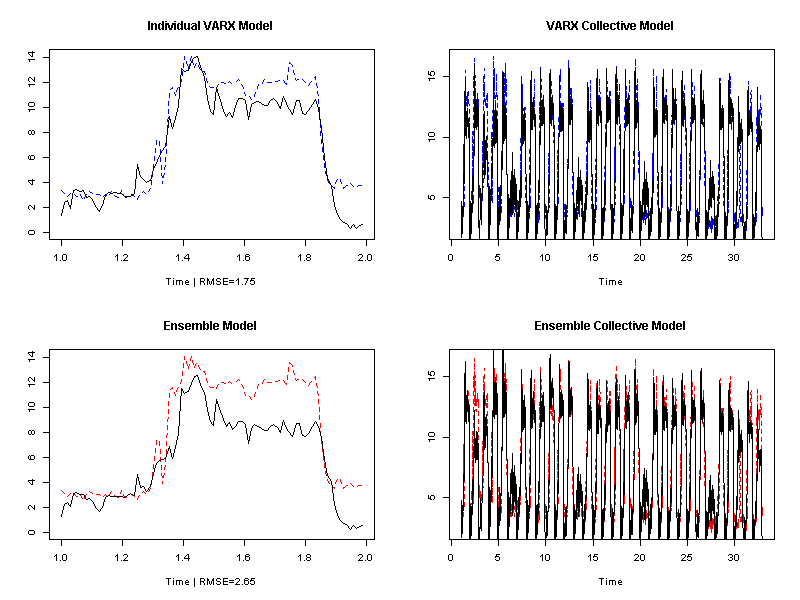 Individual VARX Model
VARX Collective Model
14
12
10
8
6
4
2
0
1.0 1.2 1.4 1.6 1.8 2.0
Time | RMSE=1.75
15
10
5
0 5 10 15 20 25 30
Time
Ensemble Model
Ensemble Collective Model
14
12
10
8
6
4
2
0
1.0 1.2 1.4 1.6 1.8 2.0
Time | RMSE=2.65
15
10
5
0 5 10 15 20 25 30
Time